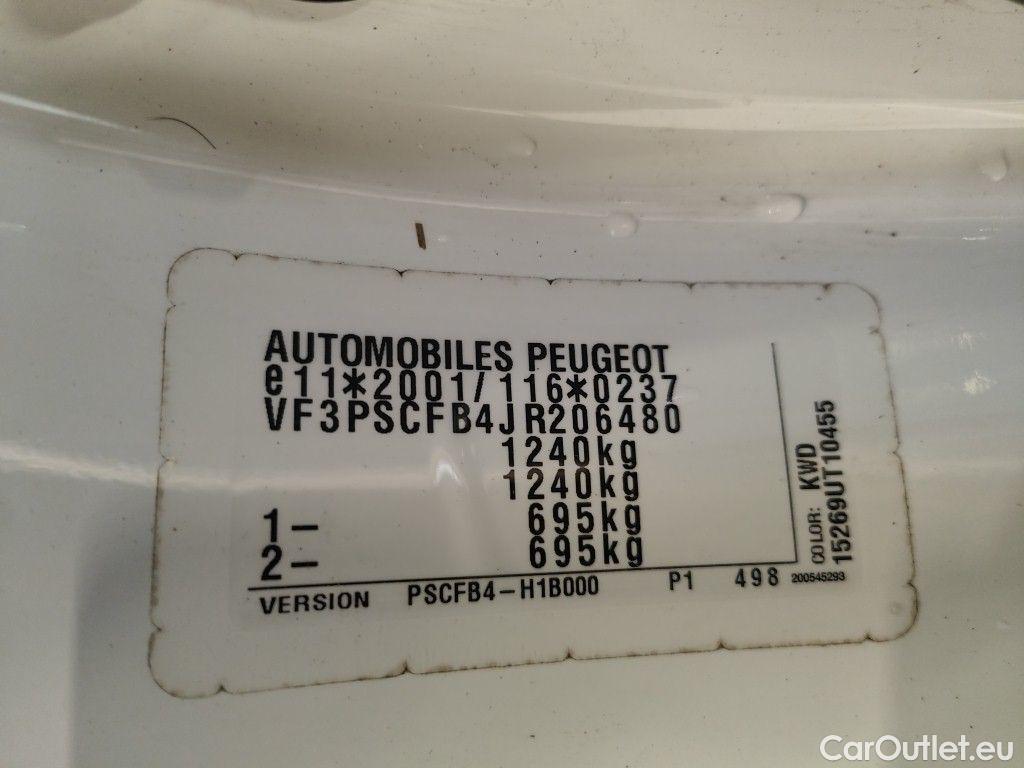 AUTOMOBILES PEUGEOT
e11*2001/116*0237
VF3PSCFB4JR206480
1240kg
1240kg
1- 695kg
2- 695kg
VERSION PSCFB4-H1B000 P1 498
200545293
COLOR: KWD
15269UT10455
CarOutlet.eu